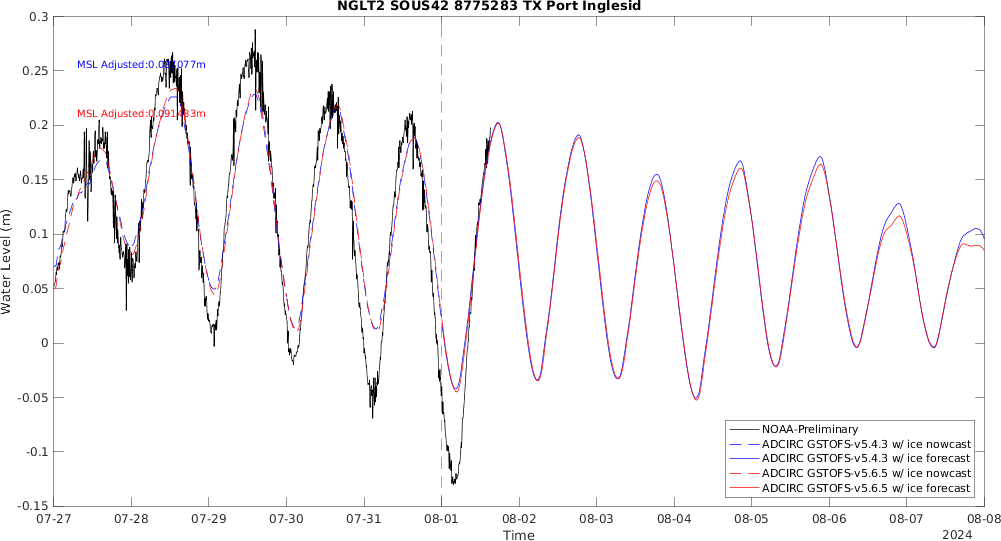 NGLT2 SOUS42 8775283 TX Port Inglesid
0.3
0.25
0.2
0.15
0.1
0.05
0
-0.05
-0.1
-0.15
Water Level (m)
MSL Adjusted:
MSL Adjusted:
NOAA-Preliminary
ADCIRC GSTOFS-v5.4.3 w/ ice nowcast
ADCIRC GSTOFS-v5.4.3 w/ ice forecast
ADCIRC GSTOFS-v5.6.5 w/ ice nowcast
ADCIRC GSTOFS-v5.6.5 w/ ice forecast
07-27 07-28 07-29 07-30 07-31 08-01 08-02 08-03 08-04 08-05 08-06 08-07 08-08
Time
2024